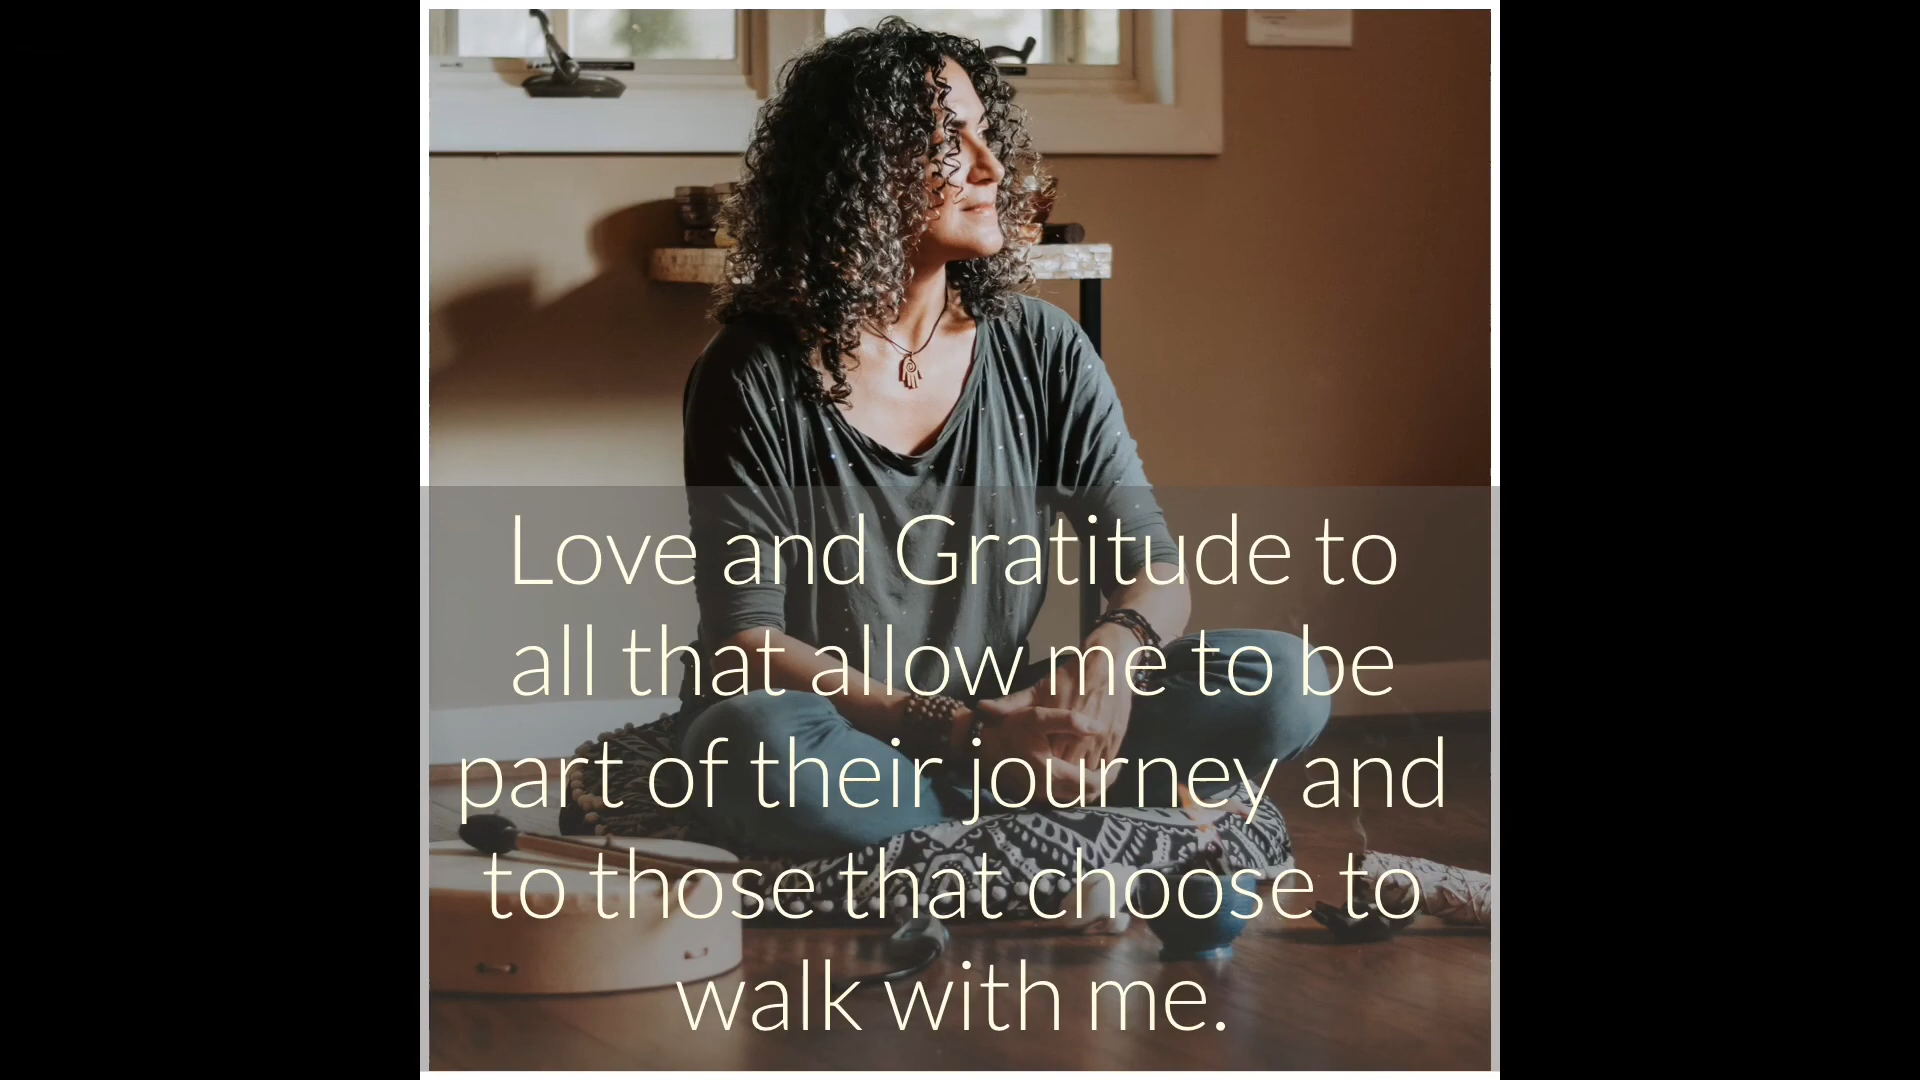 Love and Gratitude to
all that allow me to be
part of their journey and
to those that choose to
walk with me.